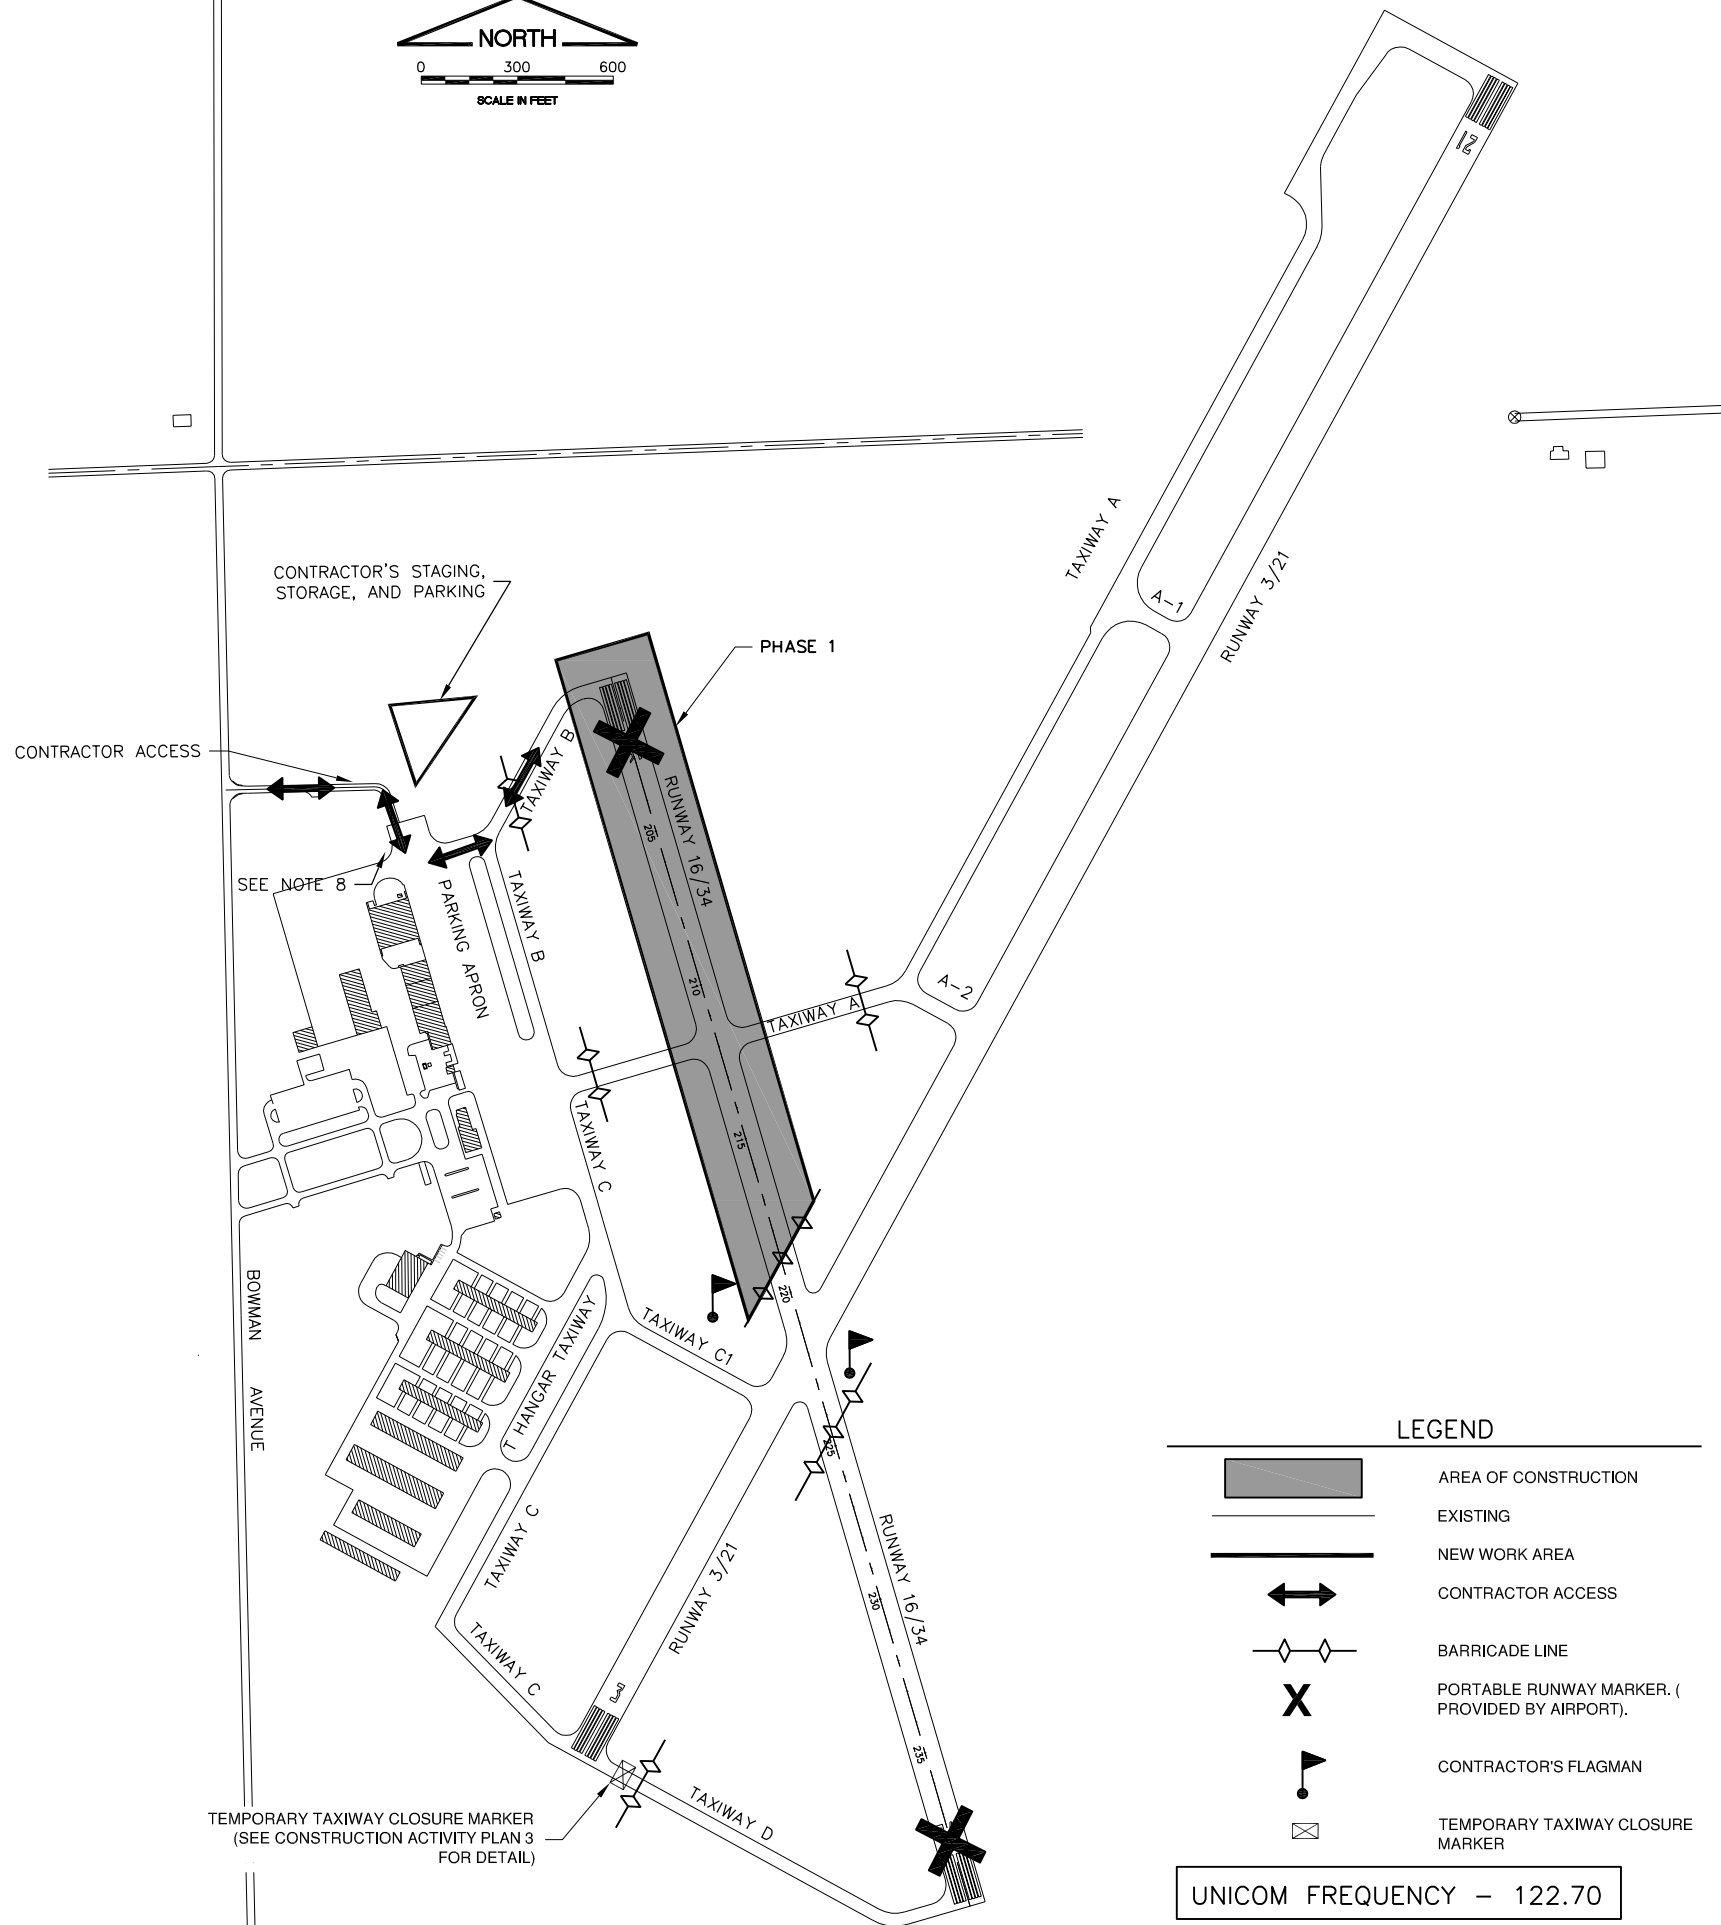 NORTH
0 300 600
SCALE IN FEET
21
TAXIWAY A
RUNWAY 3/21
A-1
CONTRACTOR'S STAGING,
STORAGE, AND PARKING
PHASE 1
CONTRACTOR ACCESS
TAXIWAY B
RUNWAY 16/34
205
SEE NOTE 8
PARKING APRON
TAXIWAY B
210
A-2
TAXIWAY A
TAXIWAY C
215
220
BOWMAN AVENUE
TAXIWAY C1
T HANGAR TAXIWAY
225
TAXIWAY C
RUNWAY 3/21
RUNWAY 16/34
230
TAXIWAY C
3
235
TAXIWAY D
TEMPORARY TAXIWAY CLOSURE MARKER
(SEE CONSTRUCTION ACTIVITY PLAN 3
FOR DETAIL)
LEGEND
AREA OF CONSTRUCTION
EXISTING
NEW WORK AREA
CONTRACTOR ACCESS
BARRICADE LINE
X PORTABLE RUNWAY MARKER. (
PROVIDED BY AIRPORT).
CONTRACTOR'S FLAGMAN
TEMPORARY TAXIWAY CLOSURE
MARKER
UNICOM FREQUENCY – 122.70